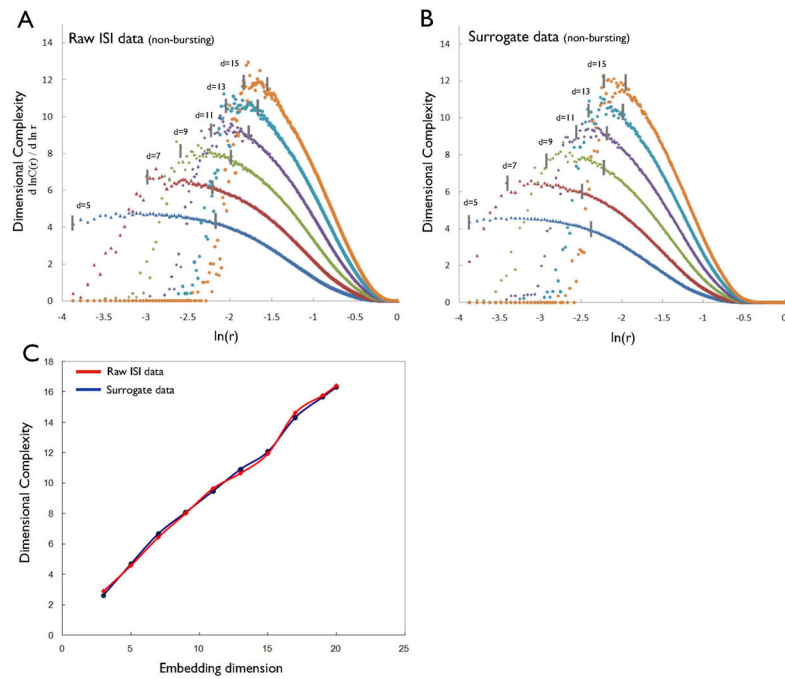 A
Raw ISI data (non-bursting)
Dimensional Complexity
d lnC(r) / d ln r
14
12
10
8
6
4
2
0
d=15
d=13
d=11
d=9
d=7
d=5
-4 -3.5 -3 -2.5 -2 -1.5 -1 -0.5 0
ln(r)
B
Surrogate data (non-bursting)
Dimensional Complexity
14
12
10
8
6
4
2
0
d=15
d=13
d=11
d=9
d=7
d=5
-4 -3.5 -3 -2.5 -2 -1.5 -1 -0.5 0
ln(r)
C
Raw ISI data
Surrogate data
Dimensional Complexity
18
16
14
12
10
8
6
4
2
0
0 5 10 15 20 25
Embedding dimension